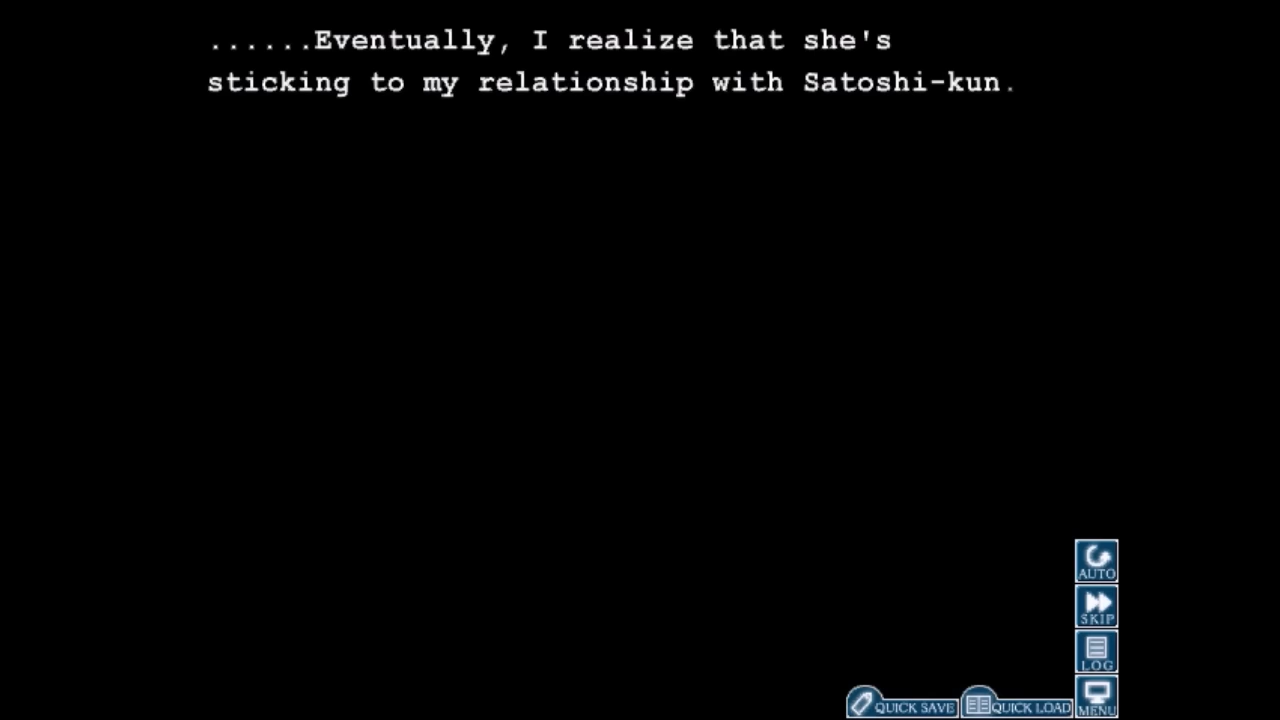 ......Eventually, I realize that she's
sticking to my relationship with Satoshi-kun.
AUTO
SKIP
LOG
QUICK SAVE
QUICK LOAD
MENU